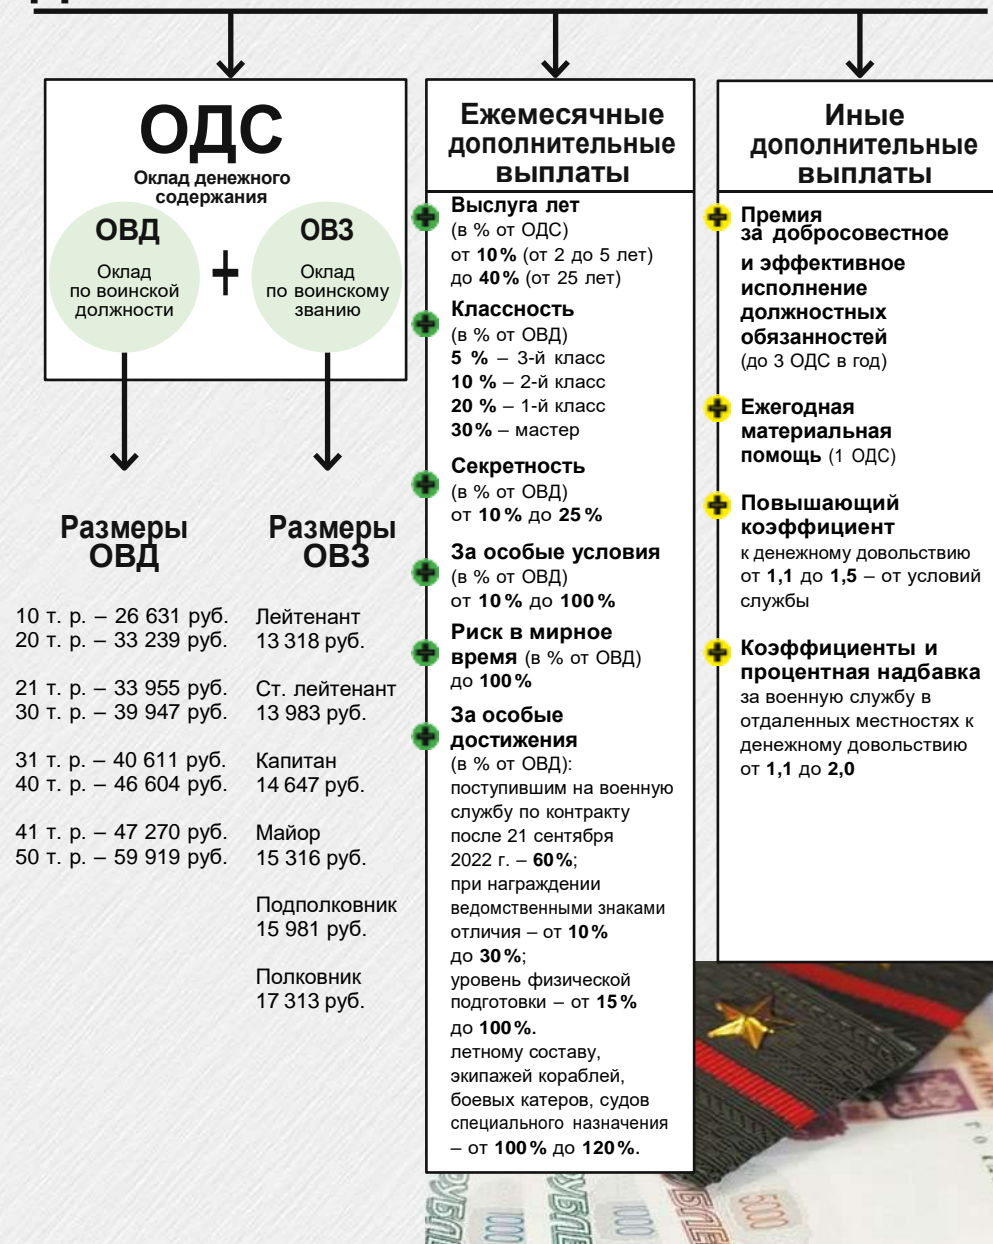 ОДС
Оклад денежного
содержания
ОВД
Оклад
по воинской
должности
+
ОВЗ
Оклад
по воинскому
званию
Размеры
ОВД
10 т. р. – 26 631 руб.
20 т. р. – 33 239 руб.
21 т. р. – 33 955 руб.
30 т. р. – 39 947 руб.
31 т. р. – 40 611 руб.
40 т. р. – 46 604 руб.
41 т. р. – 47 270 руб.
50 т. р. – 59 919 руб.
Размеры
ОВЗ
Лейтенант
13 318 руб.
Ст. лейтенант
13 983 руб.
Капитан
14 647 руб.
Майор
15 316 руб.
Подполковник
15 981 руб.
Полковник
17 313 руб.
Ежемесячные
дополнительные
выплаты
Выслуга лет
(в % от ОДС)
от 10% (от 2 до 5 лет)
до 40% (от 25 лет)
Классность
(в % от ОВД)
5 % – 3-й класс
10 % – 2-й класс
20 % – 1-й класс
30% – мастер
Секретность
(в % от ОВД)
от 10% до 25%
За особые условия
(в % от ОВД)
от 10% до 100%
Риск в мирное
время (в % от ОВД)
до 100%
За особые
достижения
(в % от ОВД):
поступившим на военную
службу по контракту
после 21 сентября
2022 г. – 60%;
при награждении
ведомственными знаками
отличия – от 10%
до 30%;
уровень физической
подготовки – от 15%
до 100%.
летному составу,
экипажей кораблей,
боевых катеров, судов
специального назначения
– от 100% до 120%.
Иные
дополнительные
выплаты
Премия
за добросовестное
и эффективное
исполнение
должностных
обязанностей
(до 3 ОДС в год)
Ежегодная
материальная
помощь (1 ОДС)
Повышающий
коэффициент
к денежному довольствию
от 1,1 до 1,5 – от условий
службы
Коэффициенты и
процентная надбавка
за военную службу в
отдаленных местностях к
денежному довольствию
от 1,1 до 2,0